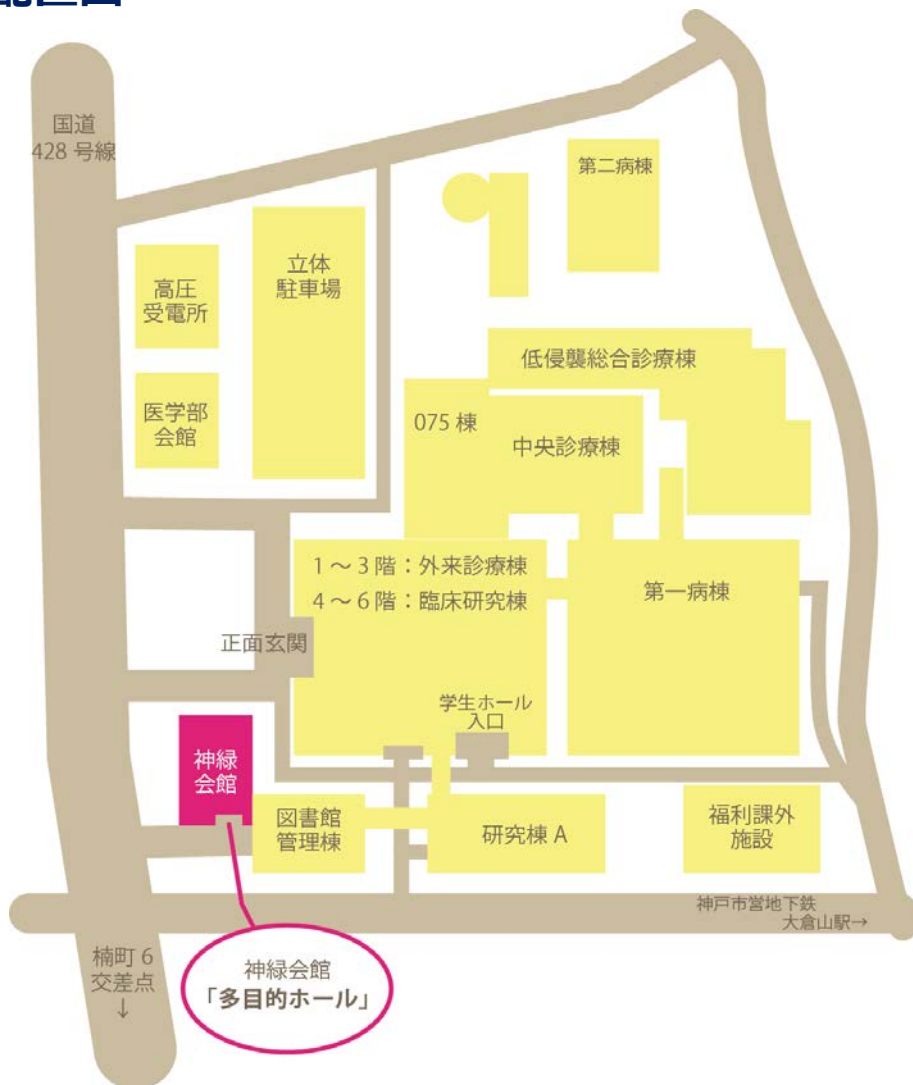 配置図
国道
428 号線
第二病棟
立体
駐車場
高圧
受電所
低侵襲総合診療棟
医学部
会館
075 棟
中央診療棟
1 ～ 3 階：外来診療棟
4 ～ 6 階：臨床研究棟
第一病棟
正面玄関
学生ホール
入口
神緑
会館
図書館
管理棟
研究棟 A
福利課外
施設
神戸市営地下鉄
大倉山駅→
楠町 6
交差点
↓
神緑会館
「多目的ホール」